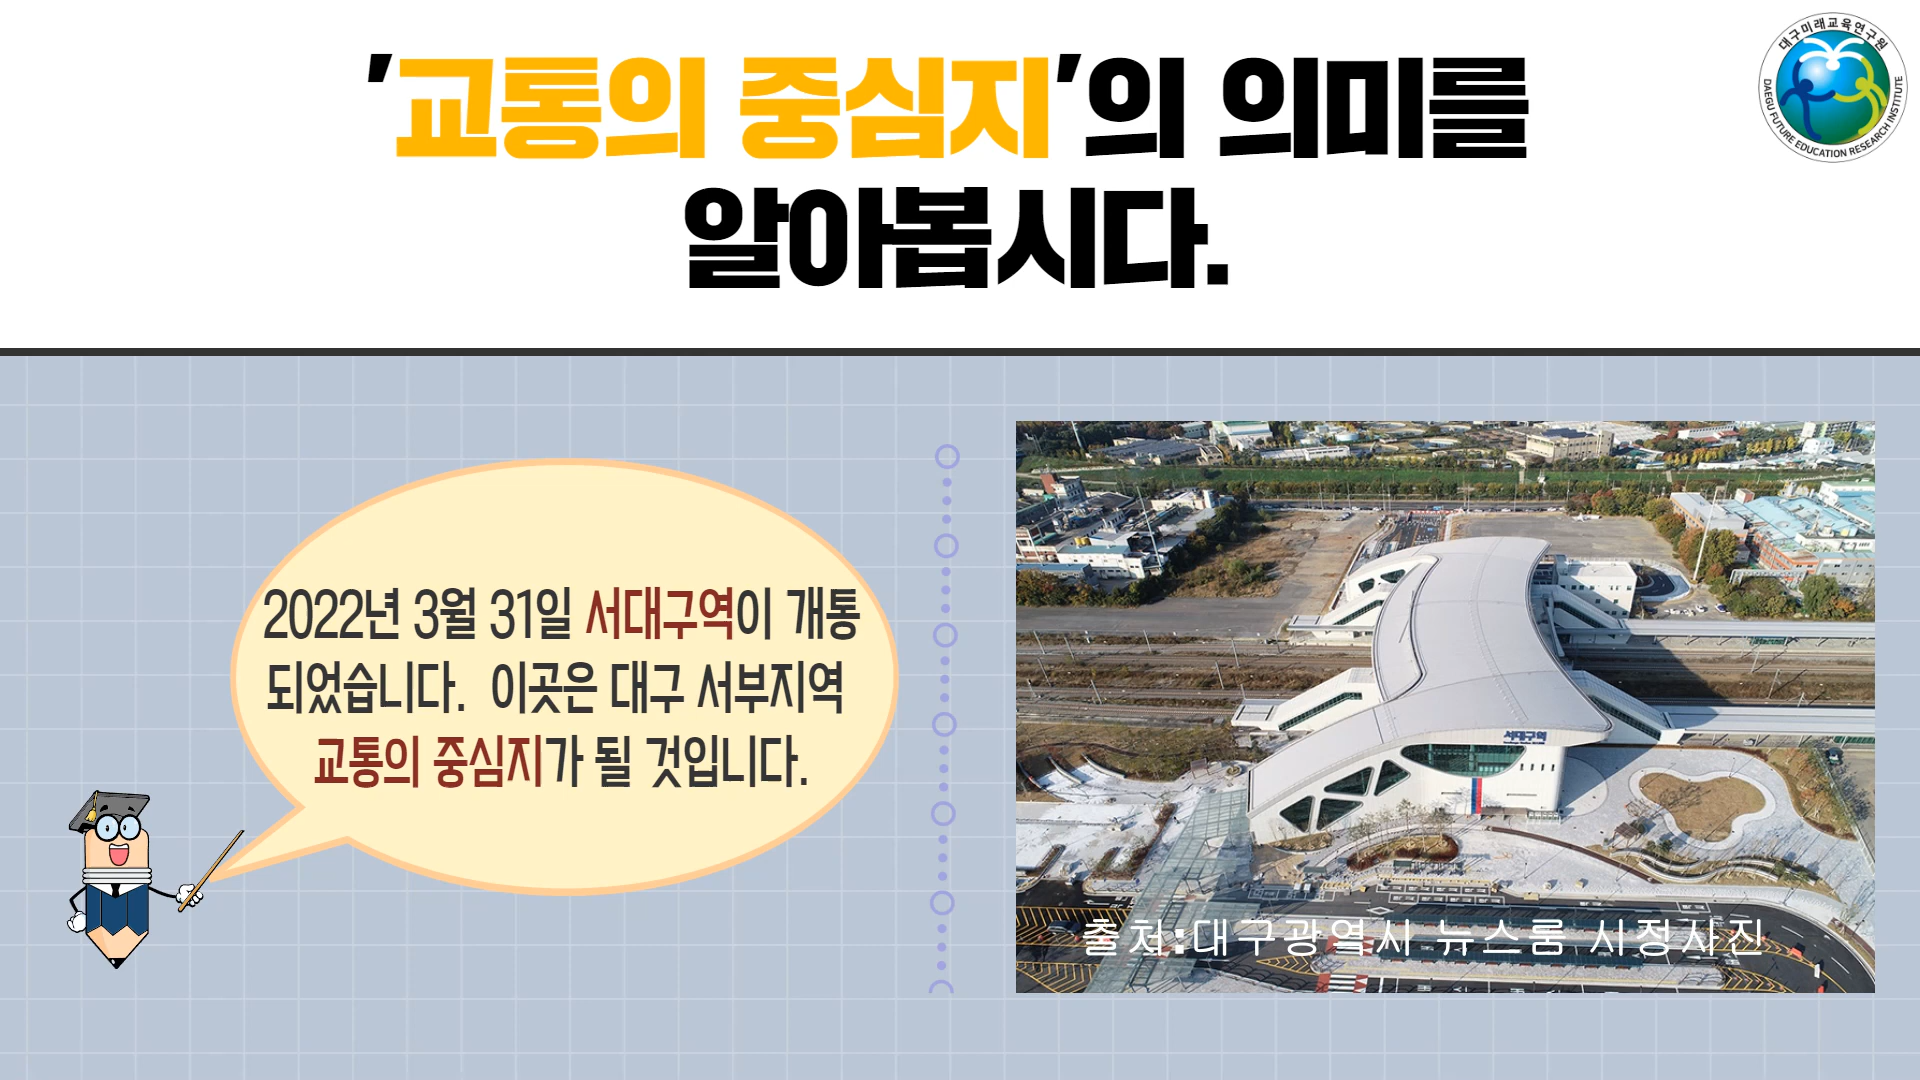 '교통의 중심지'의 의미를
알아봅시다.
대구미래교육연구원
DAEGU FUTURE EDUCATION RESEARCH INSTITUTE
2022년 3월 31일 서대구역이 개통
되었습니다. 이곳은 대구 서부지역
교통의 중심지가 될 것입니다.
서대구역
출처:대구광역시 뉴스룸 시정사진